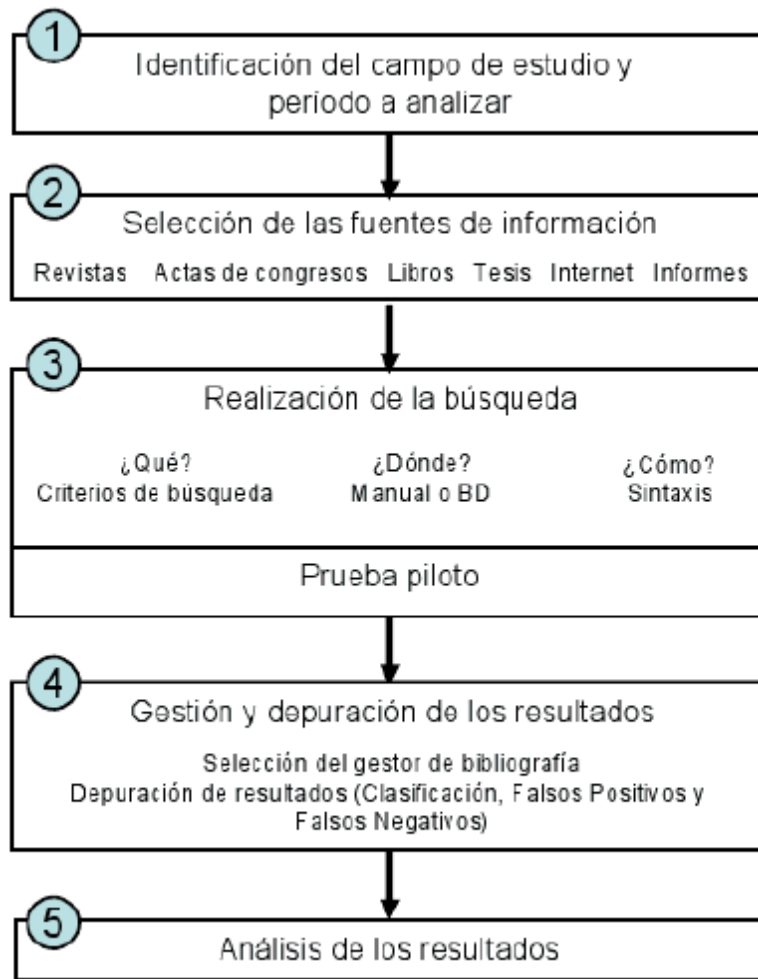 1
Identificación del campo de estudio y
período a analizar
2
Selección de las fuentes de información
Revistas Actas de congresos Libros Tesis Internet Informes
3
Realización de la búsqueda
¿Qué? ¿Dónde? ¿Cómo?
Criterios de búsqueda Manual o BD Sintaxis
Prueba piloto
4
Gestión y depuración de los resultados
Selección del gestor de bibliografía
Depuración de resultados (Clasificación, Falsos Positivos y
Falsos Negativos)
5
Análisis de los resultados